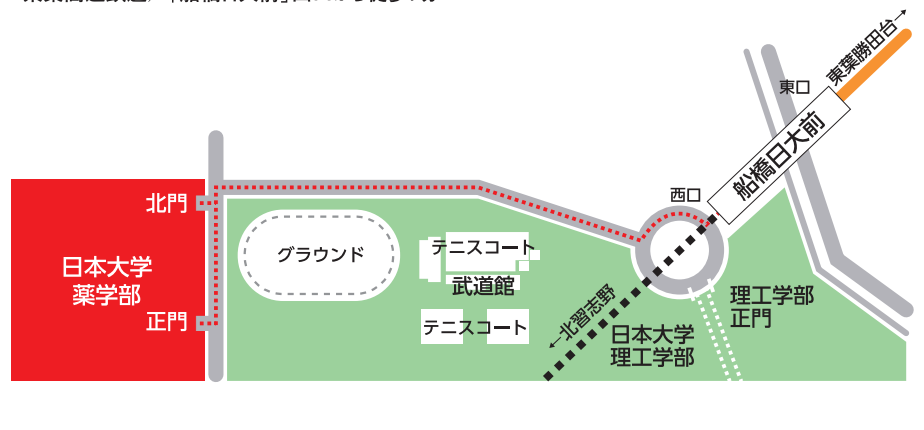 →東葉勝田台
東口
船橋日大前
西口
北門
グラウンド
テニスコート
日本大学
薬学部
武道館
理工学部
正門
正門
テニスコート
←北習志野
日本大学
理工学部